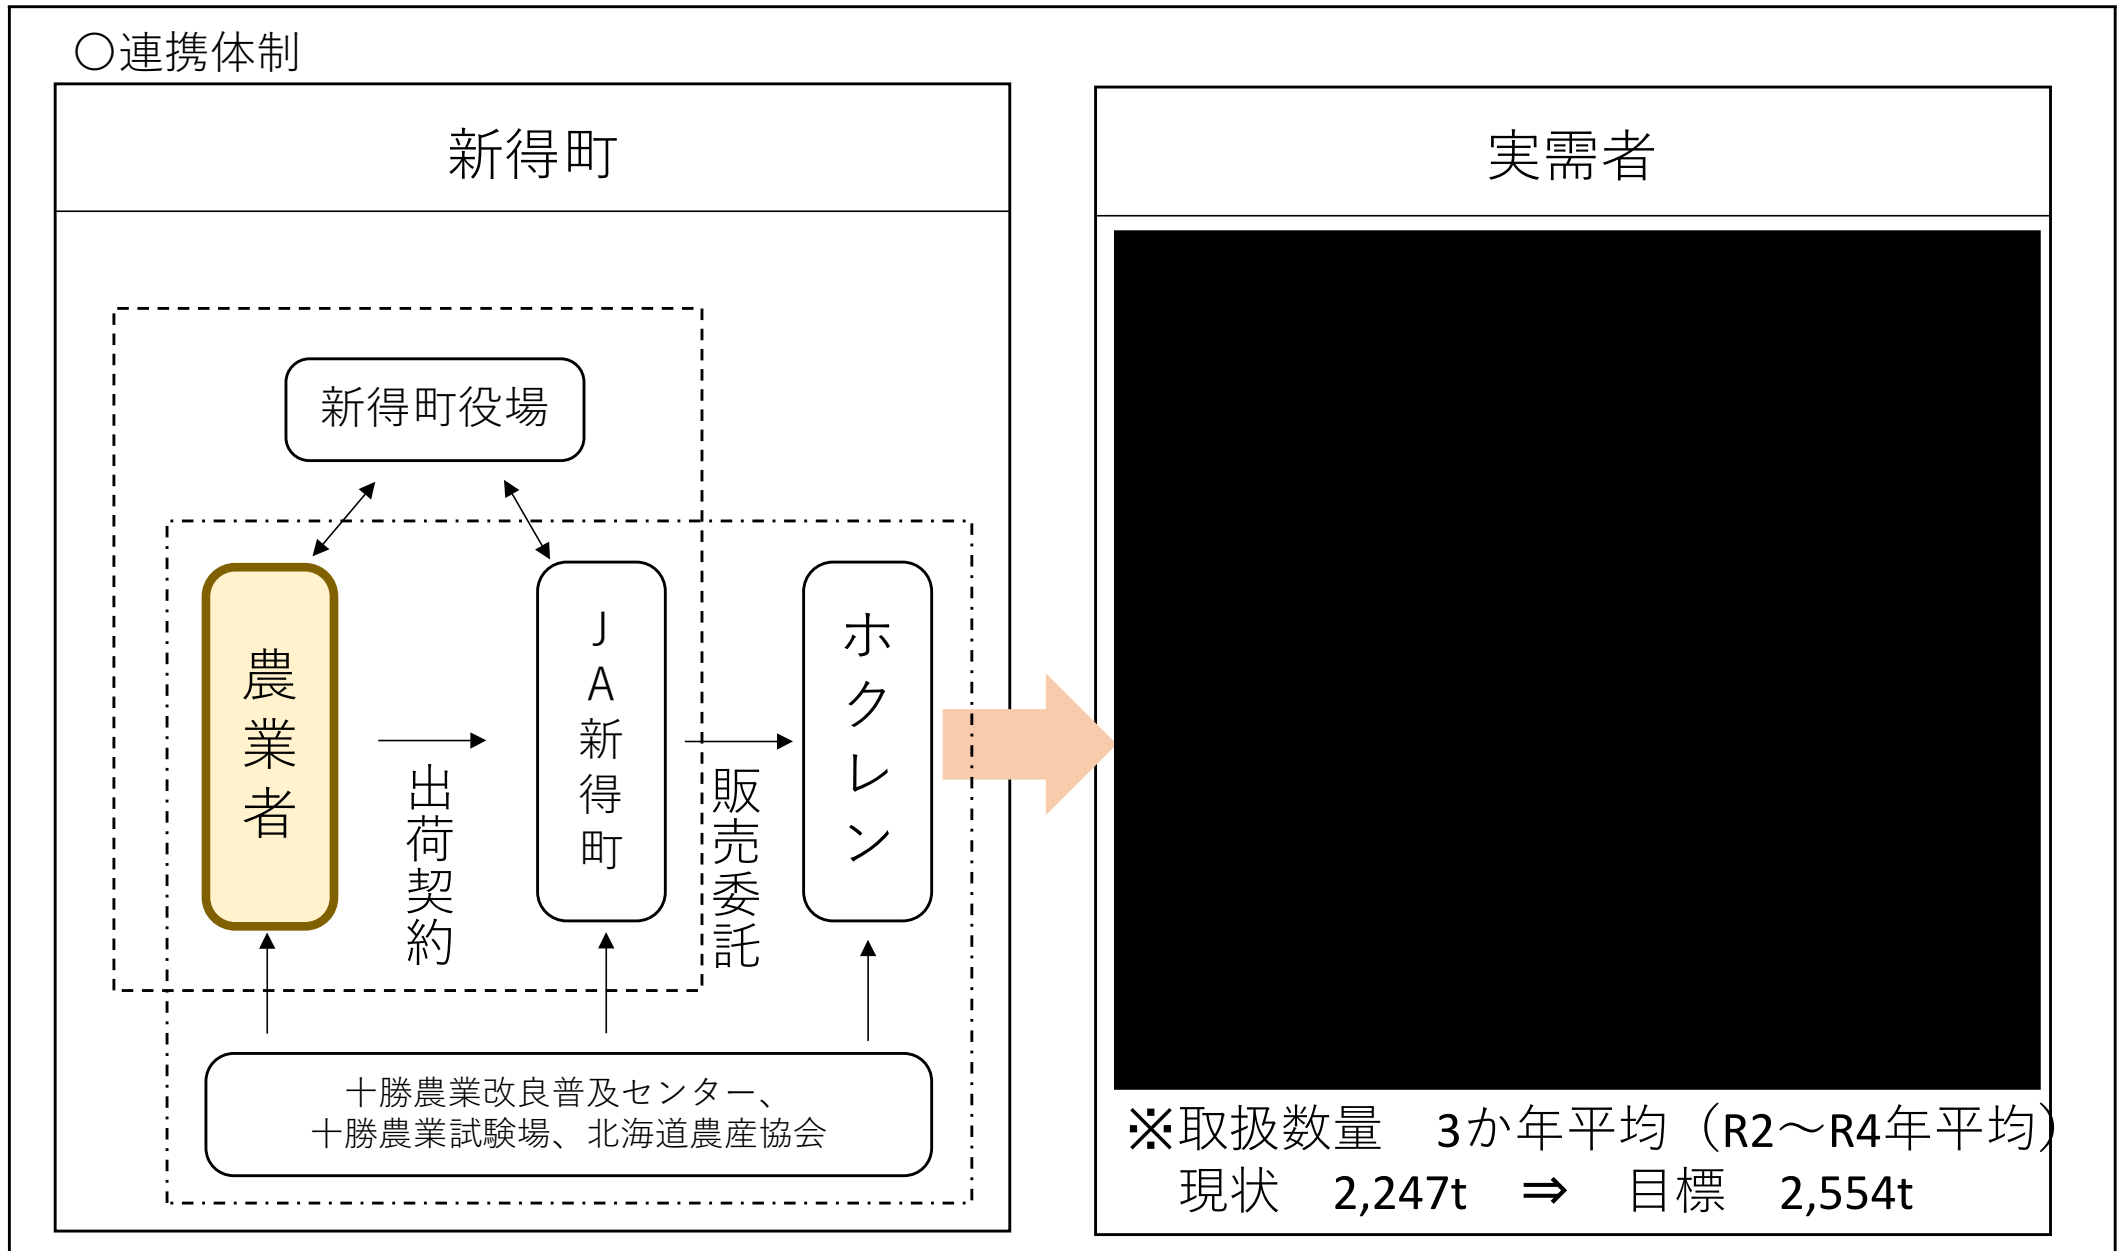 〇連携体制
新得町
新得町役場
農業者
出荷契約
JA新得町
販売委託
ホクレン
十勝農業改良普及センター、
十勝農業試験場、北海道農産協会
実需者
※取扱数量　3か年平均（R2～R4年平均）
現状　2,247t　⇒　目標　2,554t